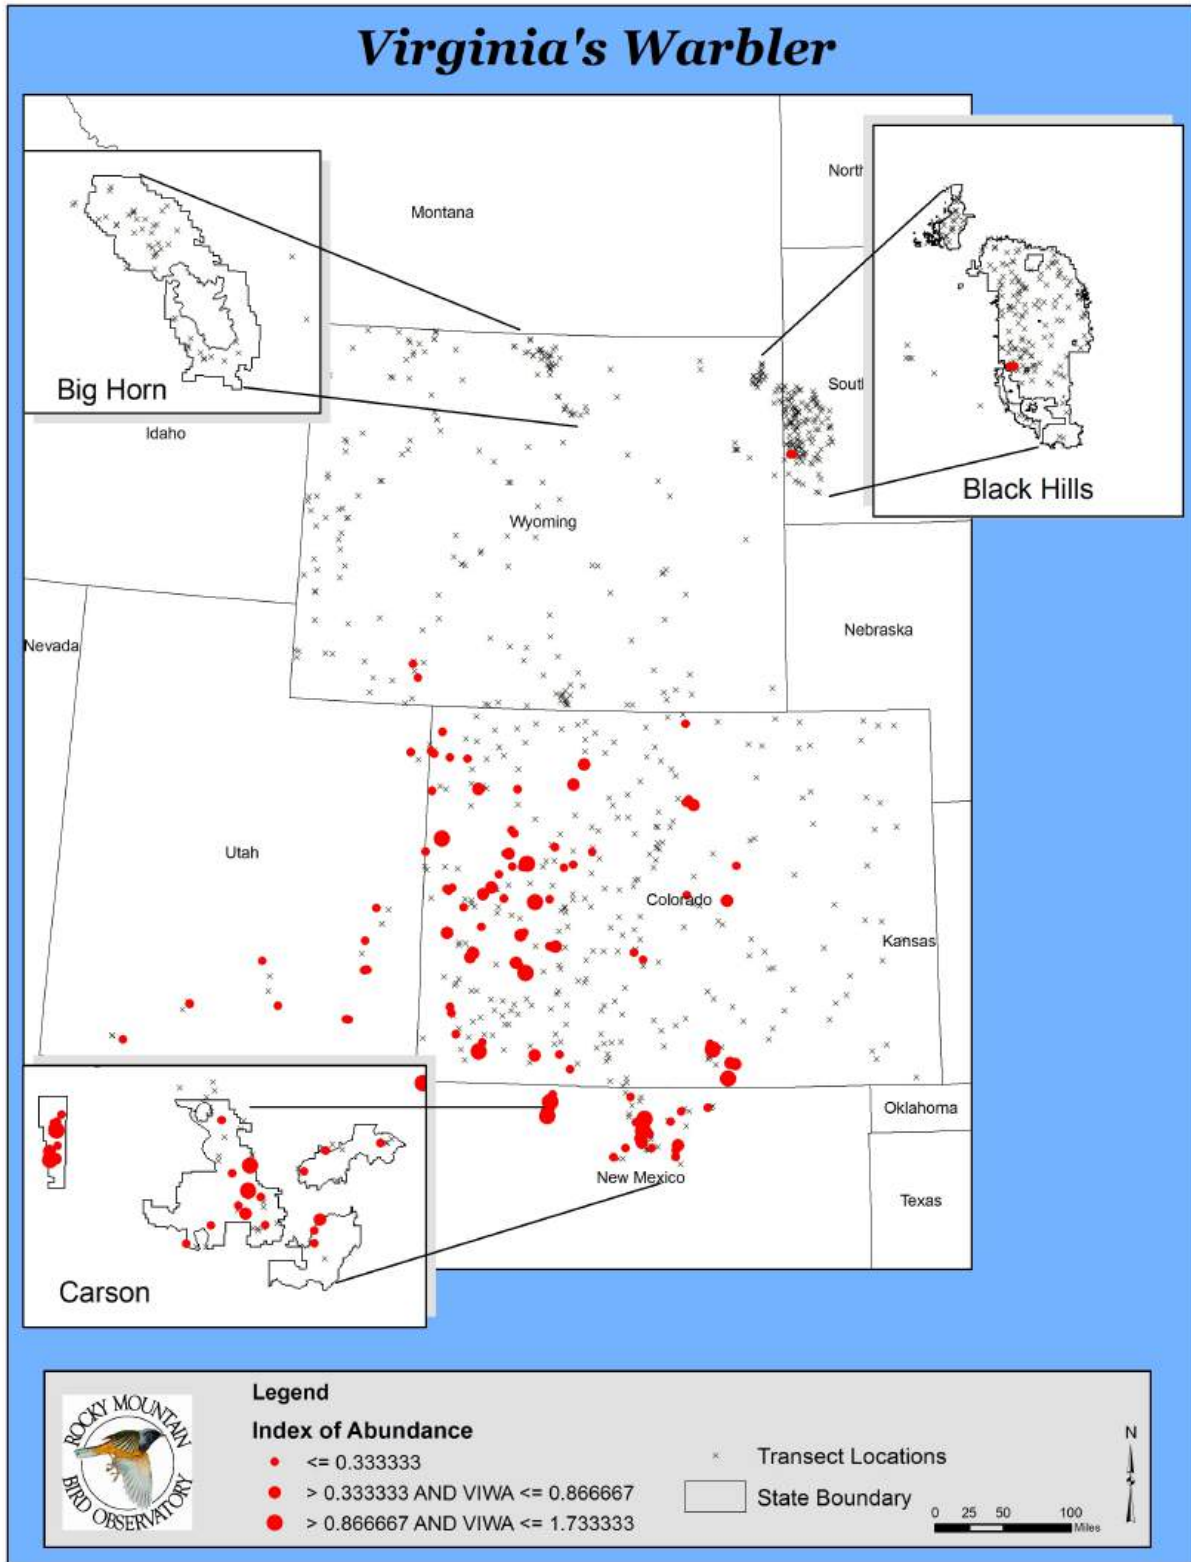 Virginia's Warbler
North
Montana
Big Horn
Idaho
South
Black Hills
Wyoming
Nevada
Nebraska
Utah
Colorado
Kansas
Oklahoma
New Mexico
Texas
Carson
Legend
Index of Abundance
<= 0.333333
> 0.333333 AND VIWA <= 0.866667
> 0.866667 AND VIWA <= 1.733333
Transect Locations
State Boundary
N
0 25 50 100
Miles
ROCKY MOUNTAIN
BIRD OBSERVATORY